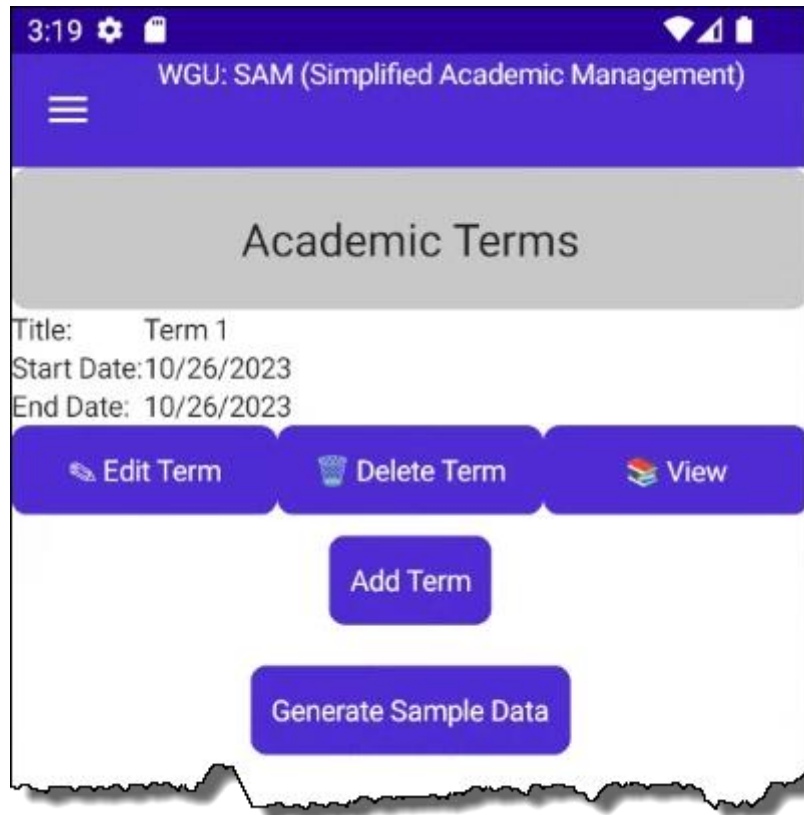 3:19
WGU: SAM (Simplified Academic Management)
Academic Terms
Title: Term 1
Start Date: 10/26/2023
End Date: 10/26/2023
Edit Term Delete Term View
Add Term
Generate Sample Data